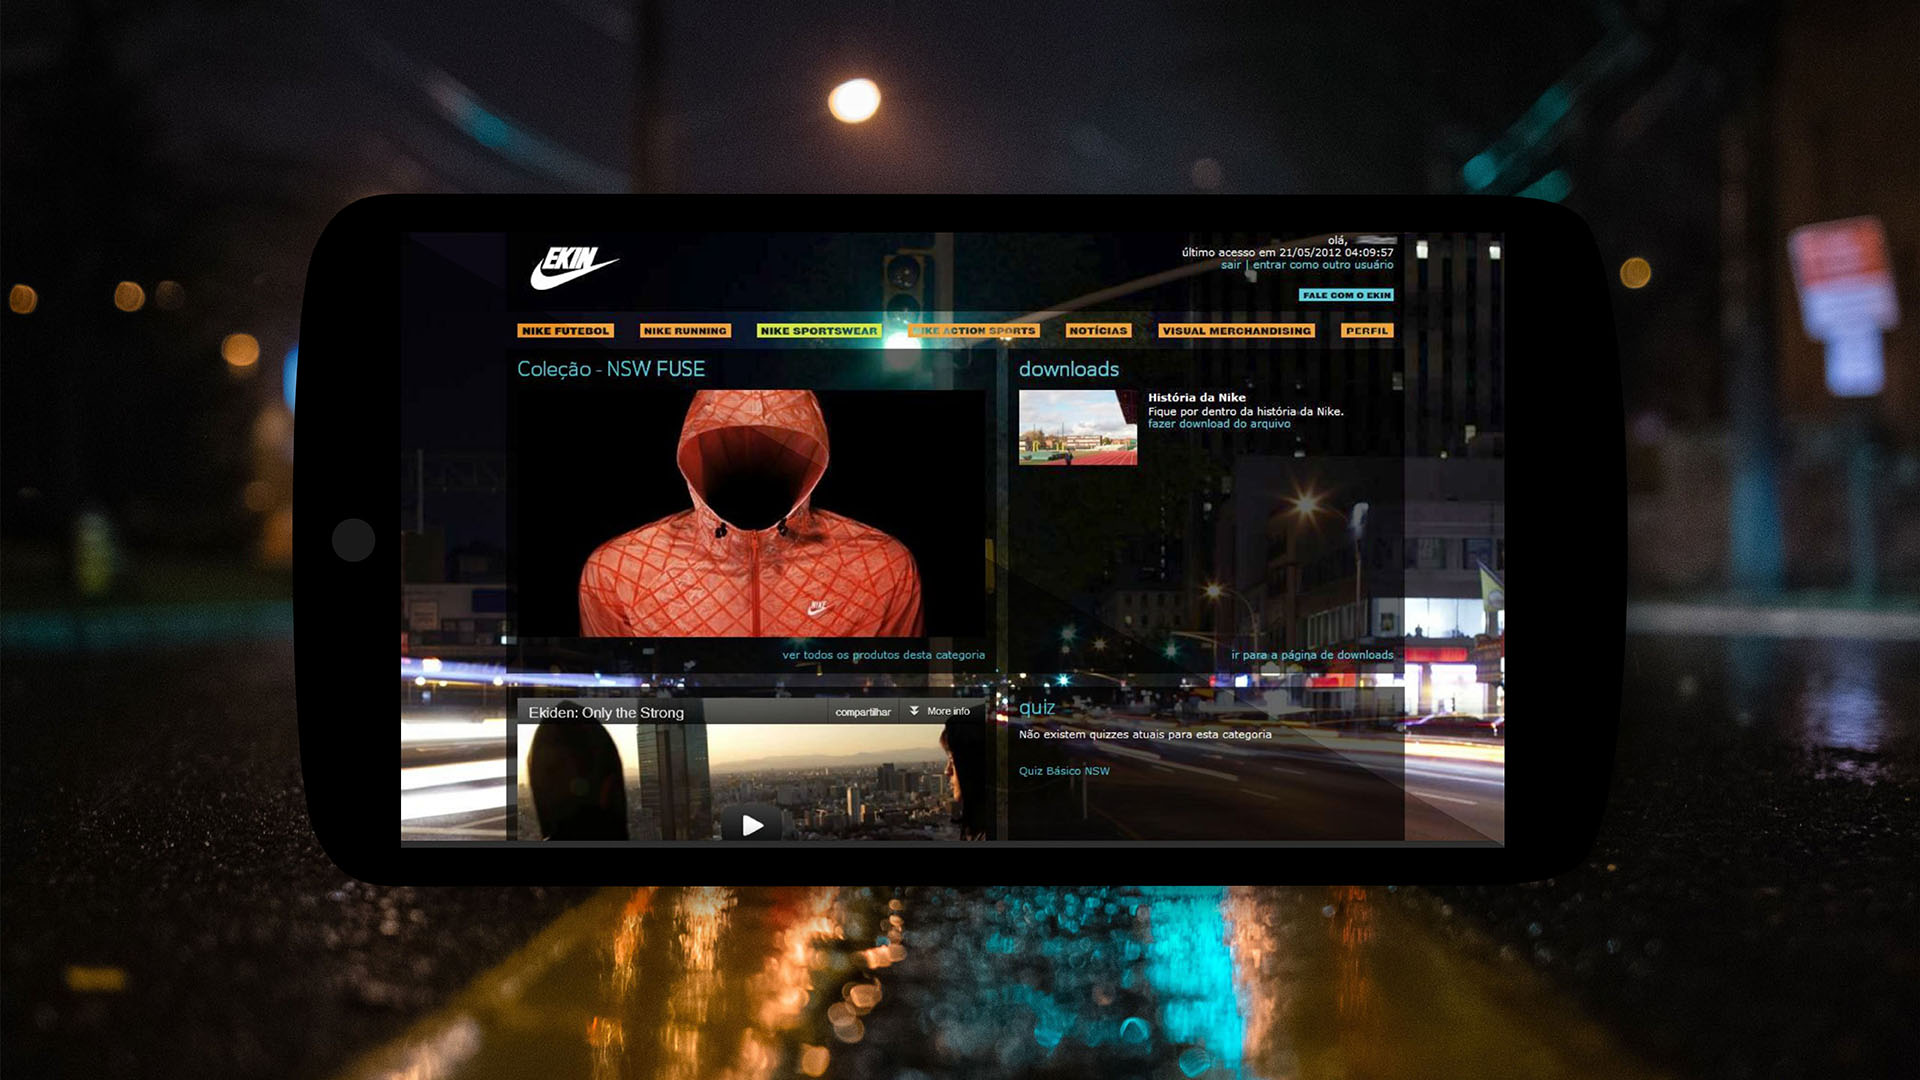 EKIN
olá,
último acesso em 21/05/2012 04:09:57
sair | entrar como outro usuário
FALE COM O EKIN
NIKE FUTEBOL
NIKE RUNNING
NIKE SPORTSWEAR
NIKE ACTION SPORTS
NOTÍCIAS
VISUAL MERCHANDISING
PERFIL
Coleção - NSW FUSE
NIKE
ver todos os produtos desta categoria
downloads
História da Nike
Fique por dentro da história da Nike.
fazer download do arquivo
ir para a página de downloads
Ekiden: Only the Strong
compartilhar
More info
quiz
Não existem quizzes atuais para esta categoria
Quiz Básico NSW